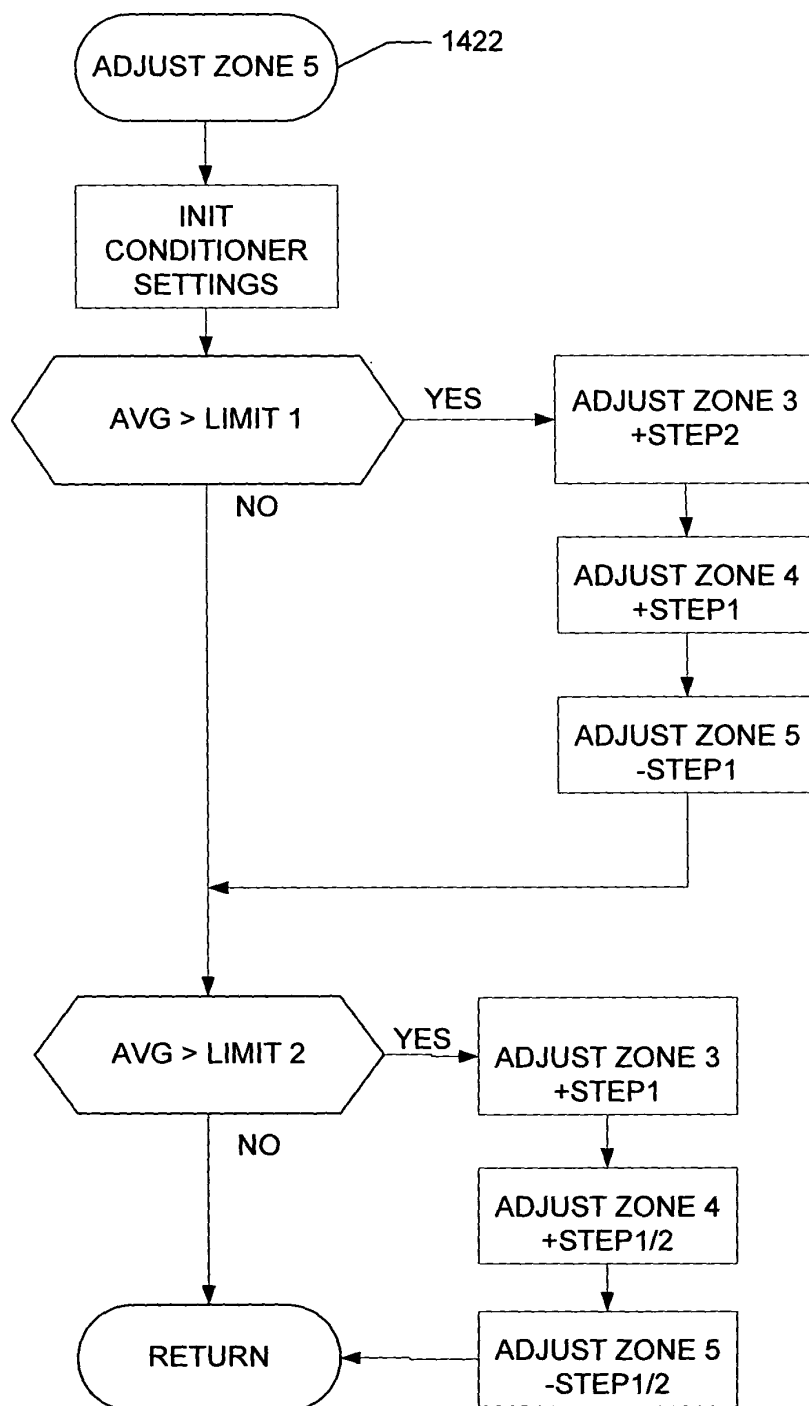 ADJUST ZONE 5
1422
INIT
CONDITIONER
SETTINGS
AVG > LIMIT 1
YES
NO
ADJUST ZONE 3
+STEP2
ADJUST ZONE 4
+STEP1
ADJUST ZONE 5
-STEP1
AVG > LIMIT 2
YES
NO
ADJUST ZONE 3
+STEP1
ADJUST ZONE 4
+STEP1/2
ADJUST ZONE 5
-STEP1/2
RETURN